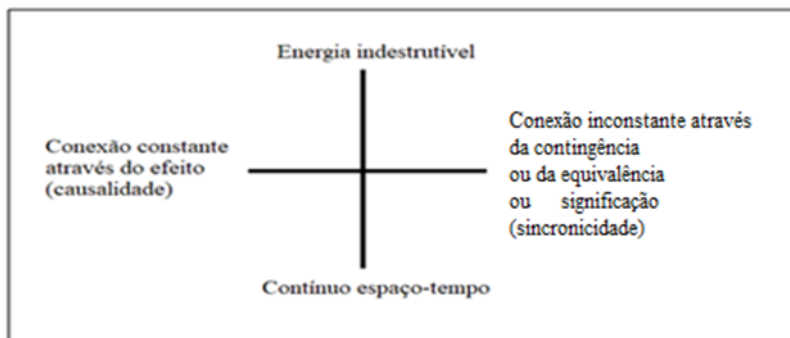 Energia indestrutível
Conexão constante
através do efeito
(causalidade)
Conexão inconstante através
da contingência
ou da equivalência
ou significação
(sincronicidade)
Contínuo espaço-tempo